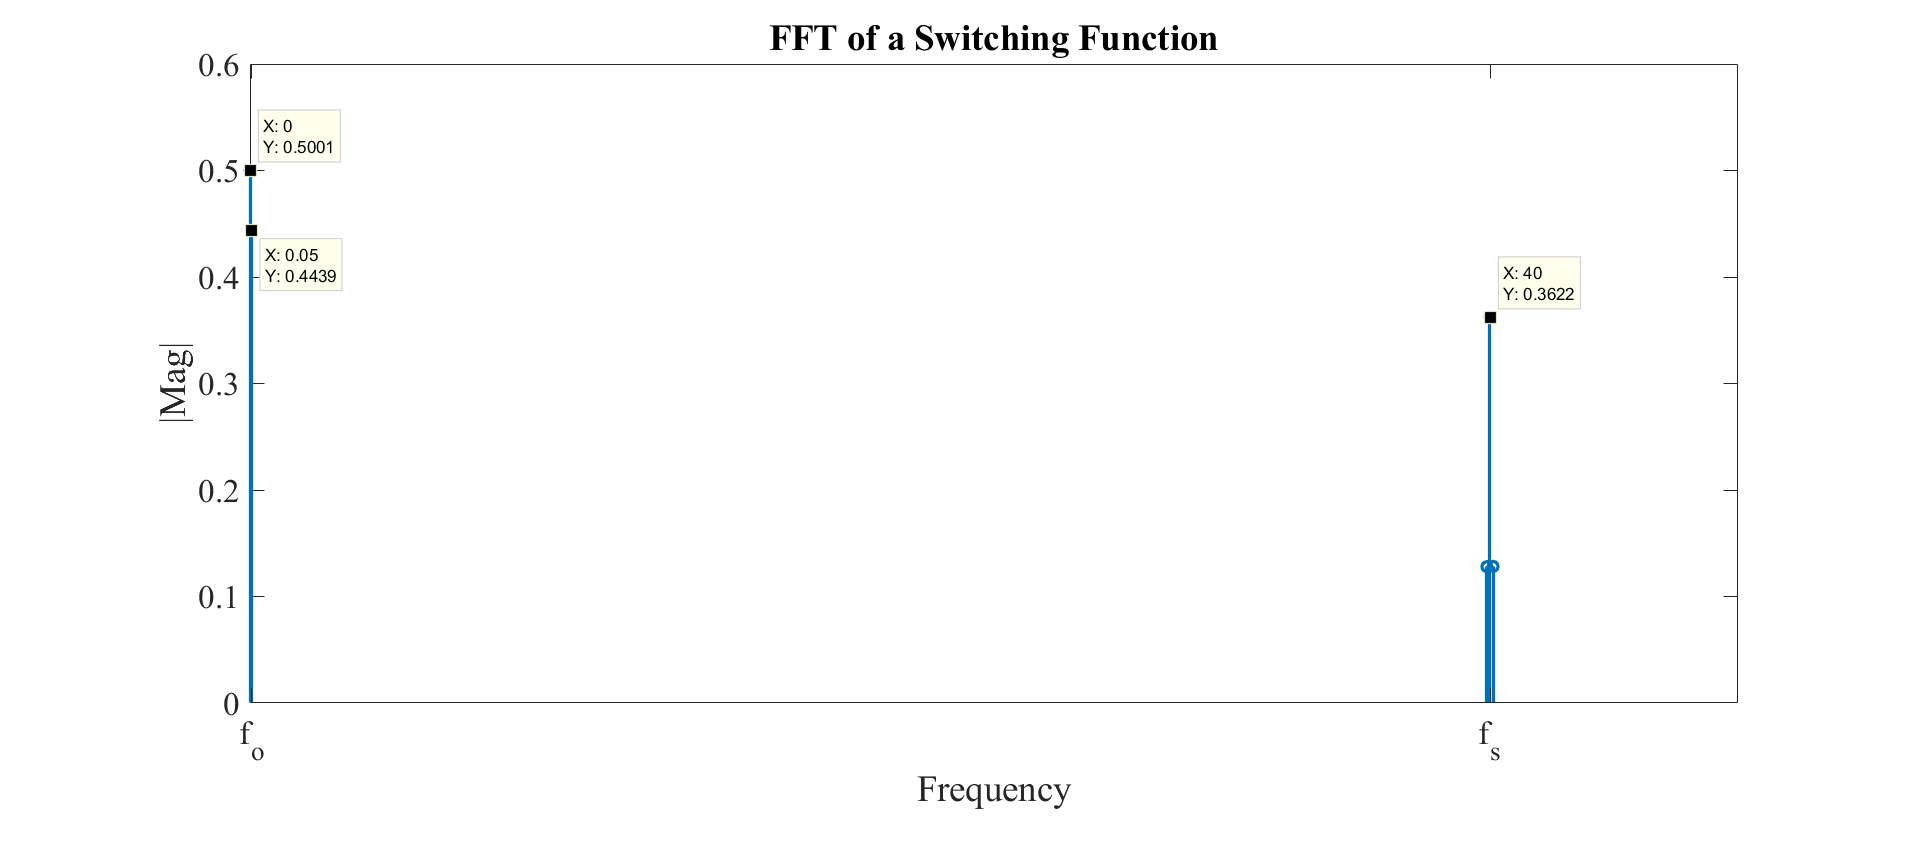 FFT of a Switching Function
0.6
X: 0
Y: 0.5001
0.5
X: 0.05
Y: 0.4439
0.4
X: 40
Y: 0.3622
0.3
|Mag|
0.2
0.1
0
f_o
f_s
Frequency